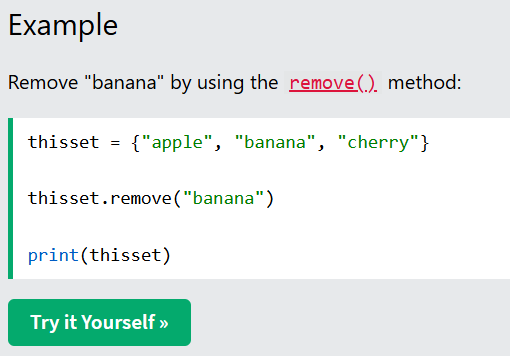 Example
Remove "banana" by using the remove() method:
thisset = {"apple", "banana", "cherry"}
thisset.remove("banana")
print(thisset)
Try it Yourself »